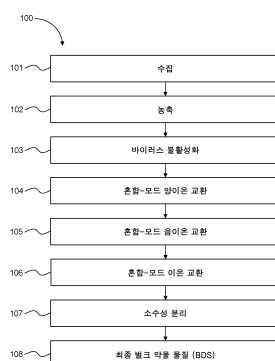 100
101 수집
102 농축
103 바이러스 불활성화
104 혼합-모드 양이온 교환
105 혼합-모드 음이온 교환
106 혼합-모드 이온 교환
107 소수성 분리
108 최종 벌크 약물 물질 (BDS)